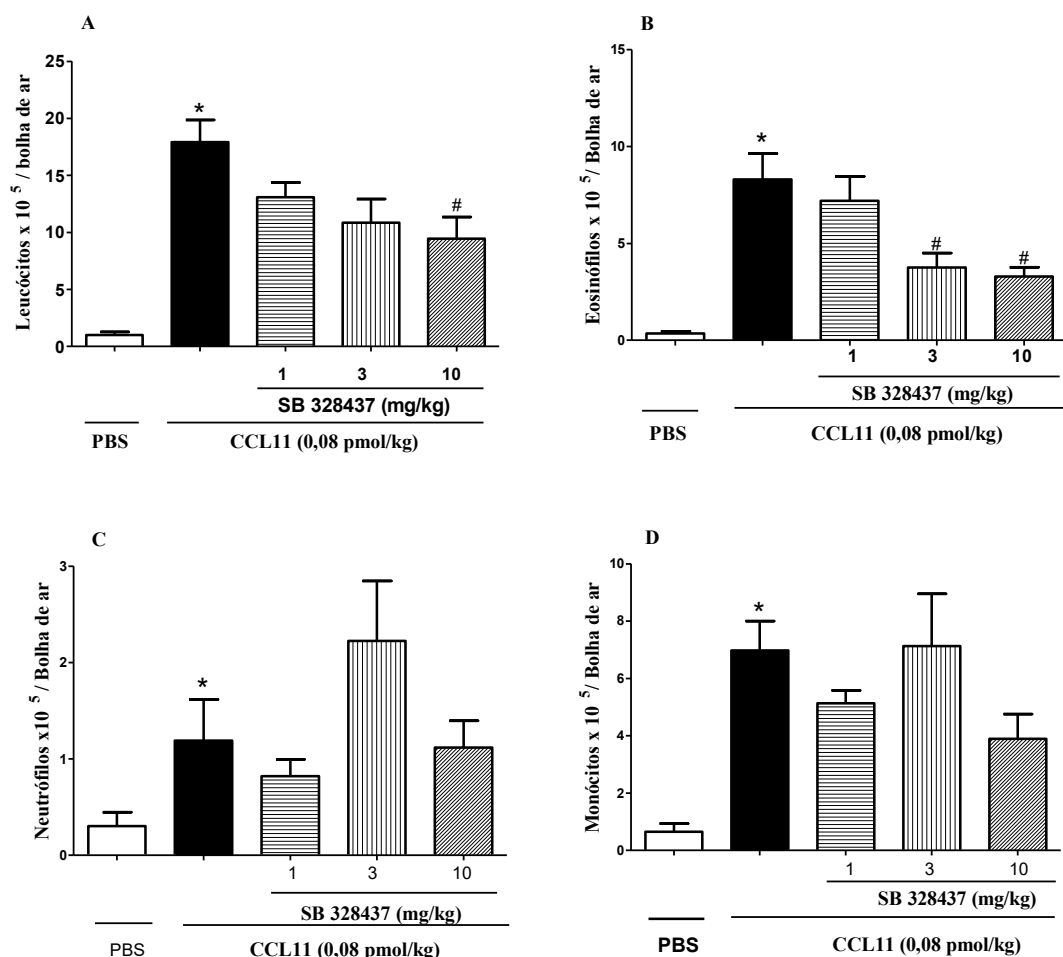 A
Leucócitos x 10 5 / bolha de ar
25
20
15
10
5
0
*
#
1 3 10
SB 328437 (mg/kg)
PBS
CCL11 (0,08 pmol/kg)
B
Eosinófilos x 10 5/ Bolha de ar
15
10
5
0
*
# #
1 3 10
SB 328437 (mg/kg)
PBS
CCL11 (0,08 pmol/kg)
C
Neutrófilos x10 5 / Bolha de ar
3
2
1
0
*
1 3 10
SB 328437 (mg/kg)
PBS
CCL11 (0,08 pmol/kg)
D
Monócitos x 10 5/ Bolha de ar
10
8
6
4
2
0
*
1 3 10
SB 328437 (mg/kg)
PBS
CCL11 (0,08 pmol/kg)